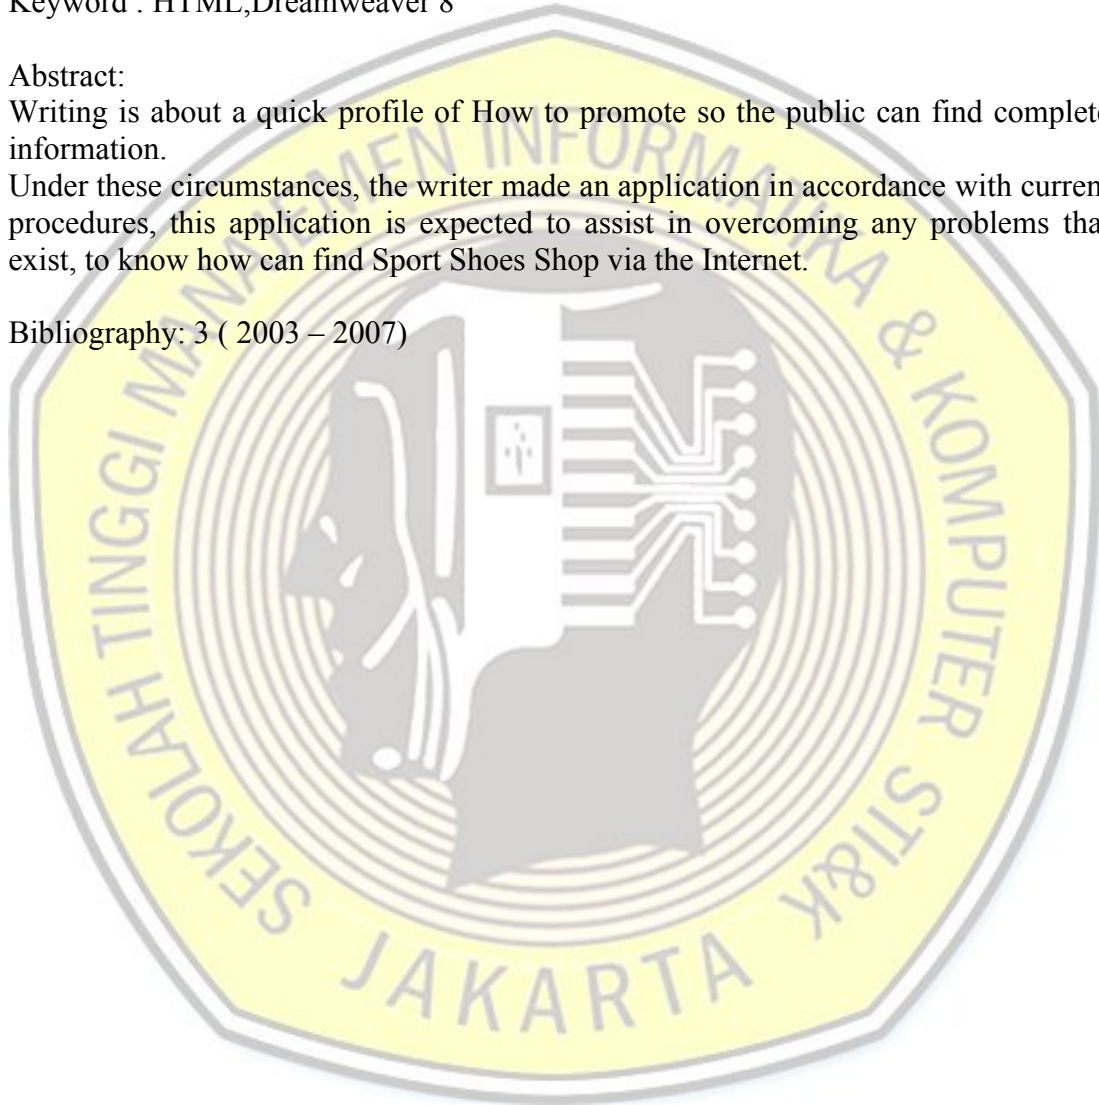 Keyword : HTML,Dreamweaver 8
Abstract:
Writing is about a quick profile of How to promote so the public can find complete
information.
Under these circumstances, the writer made an application in accordance with curren
procedures, this application is expected to assist in overcoming any problems tha
exist, to know how can find Sport Shoes Shop via the Internet.
Bibliography: 3 ( 2003 – 2007)
SEKOLAH TINGGI MANAJEMEN INFORMATIKA & KOMPUTER STI&K
JAKARTA